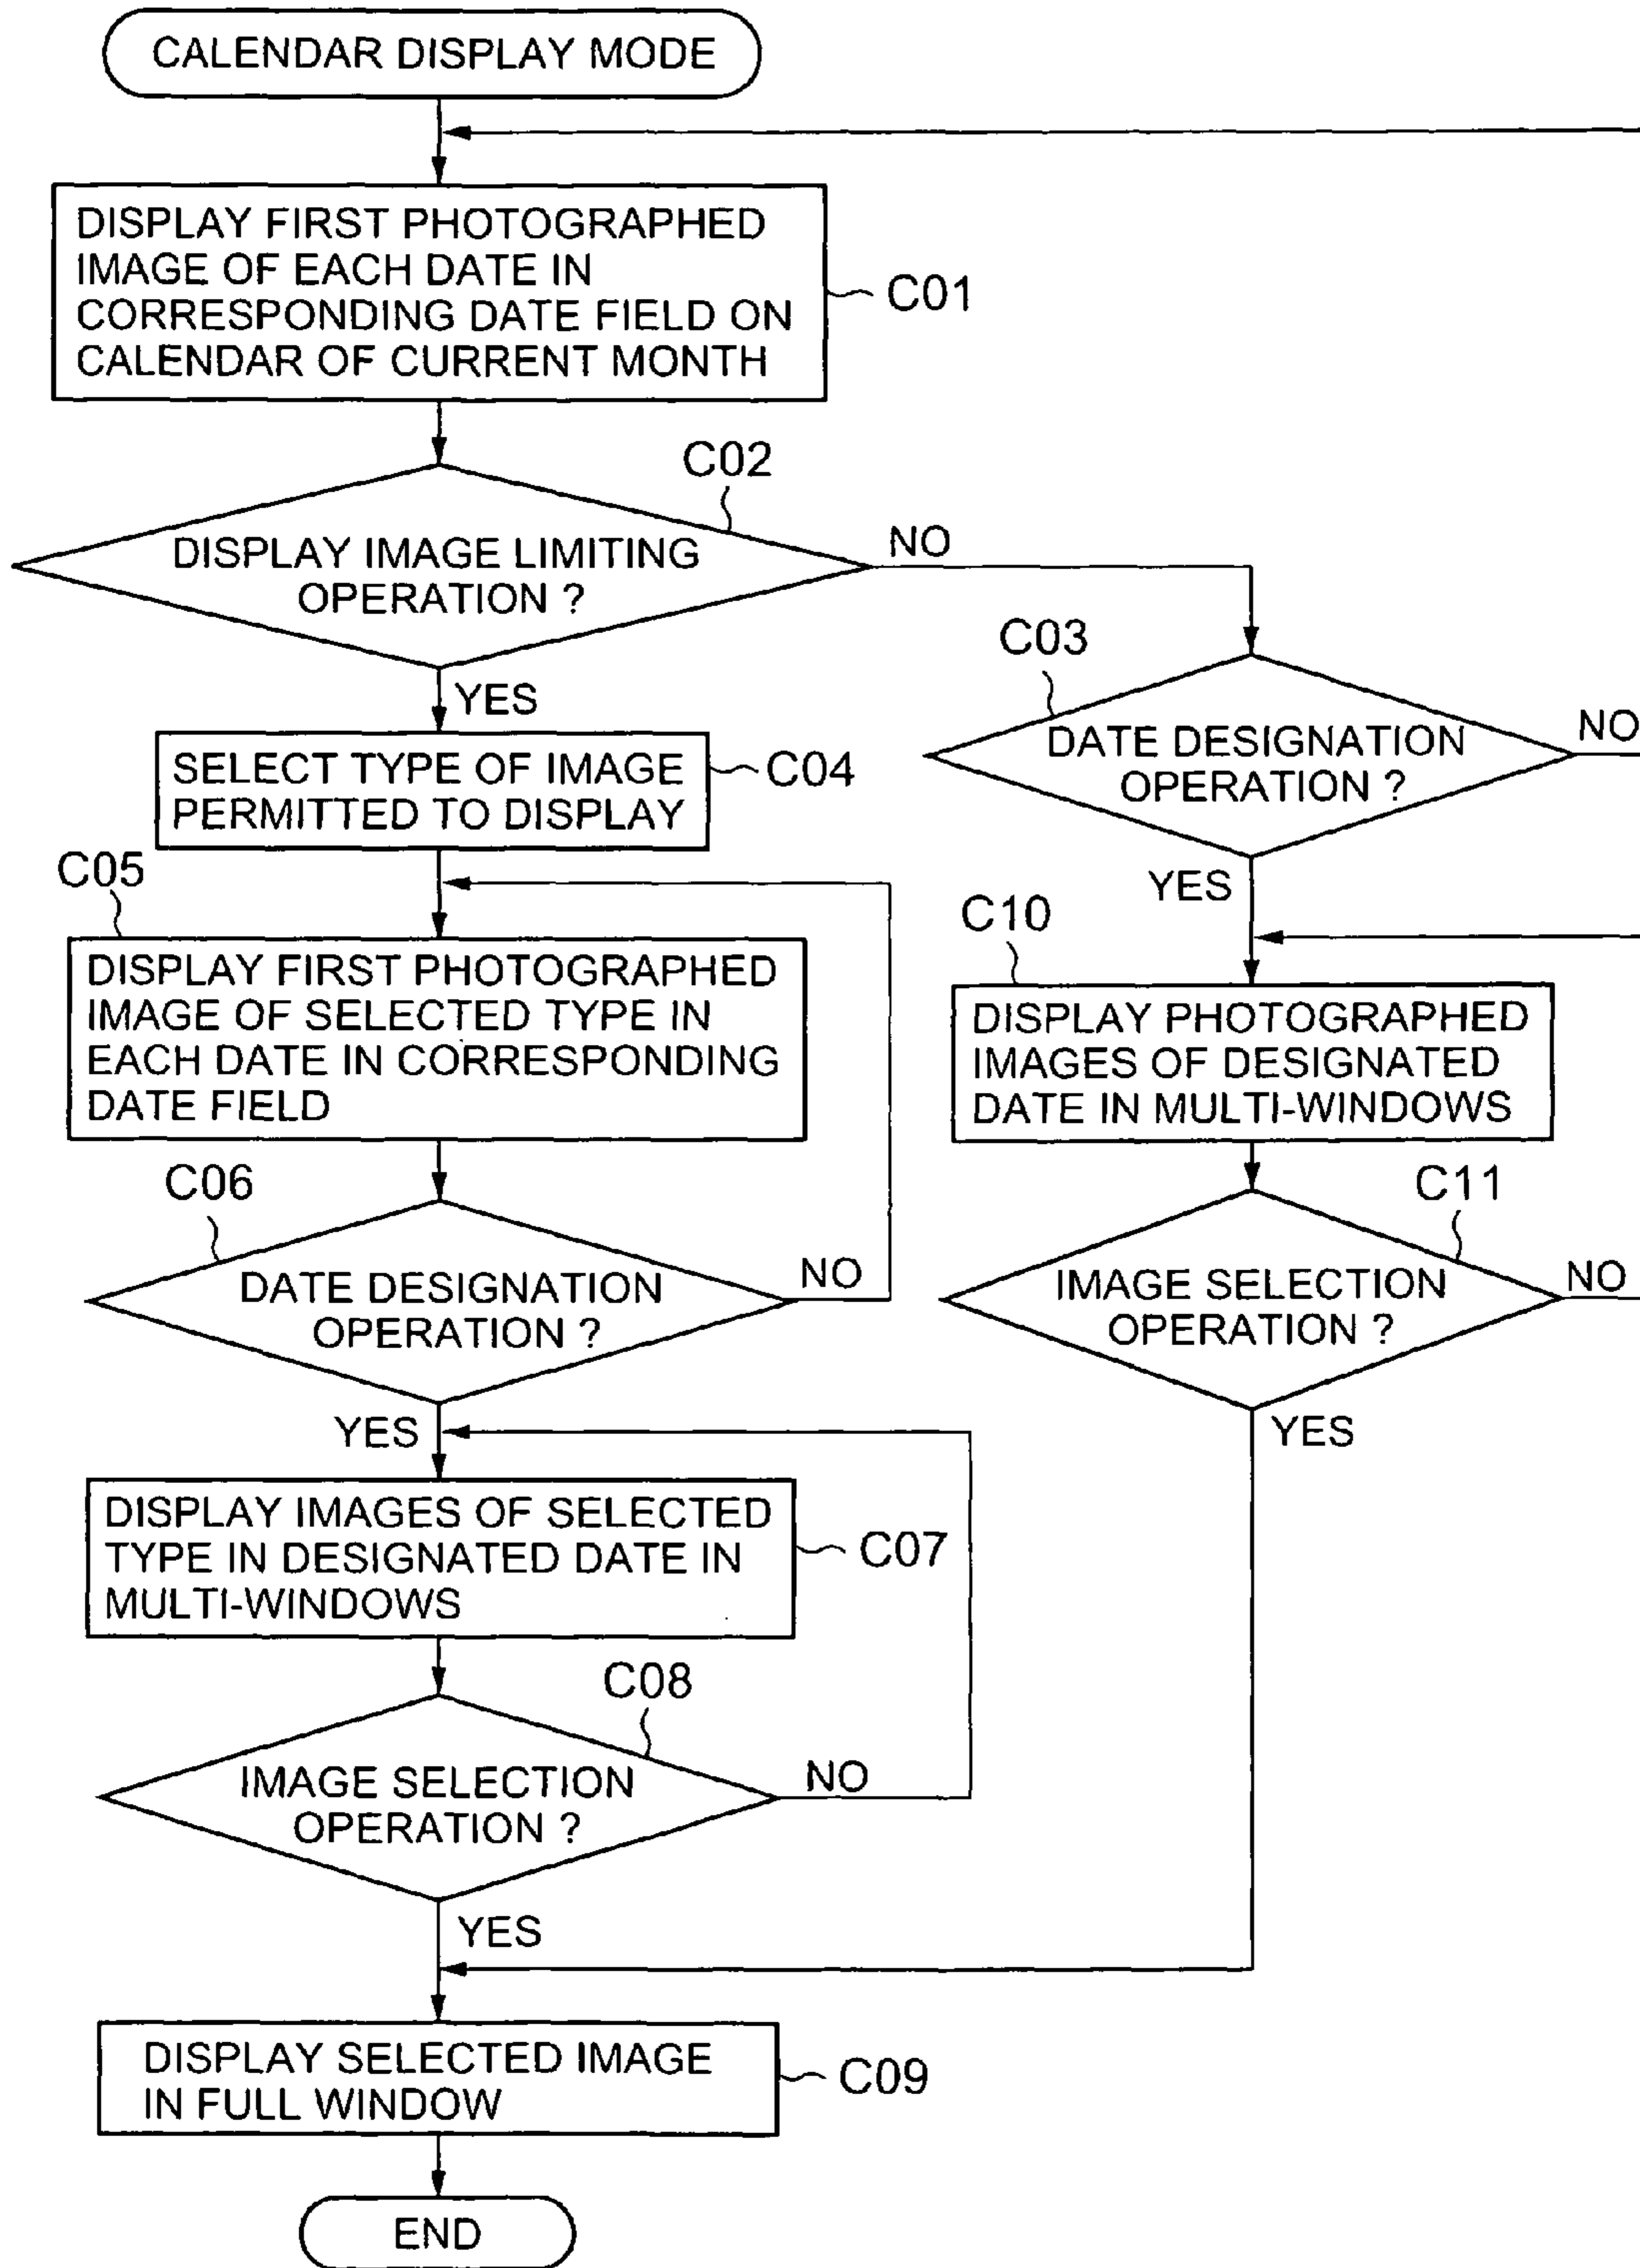 CALENDAR DISPLAY MODE
DISPLAY FIRST PHOTOGRAPHED
IMAGE OF EACH DATE IN
CORRESPONDING DATE FIELD ON
CALENDAR OF CURRENT MONTH
C01
C02
DISPLAY IMAGE LIMITING
OPERATION ?
NO
YES
C03
DATE DESIGNATION
OPERATION ?
NO
YES
SELECT TYPE OF IMAGE
PERMITTED TO DISPLAY
C04
C05
DISPLAY FIRST PHOTOGRAPHED
IMAGE OF SELECTED TYPE IN
EACH DATE IN CORRESPONDING
DATE FIELD
C10
DISPLAY PHOTOGRAPHED
IMAGES OF DESIGNATED
DATE IN MULTI-WINDOWS
C06
DATE DESIGNATION
OPERATION ?
NO
YES
C11
IMAGE SELECTION
OPERATION ?
NO
YES
DISPLAY IMAGES OF SELECTED
TYPE IN DESIGNATED DATE IN
MULTI-WINDOWS
C07
C08
IMAGE SELECTION
OPERATION ?
NO
YES
DISPLAY SELECTED IMAGE
IN FULL WINDOW
C09
END